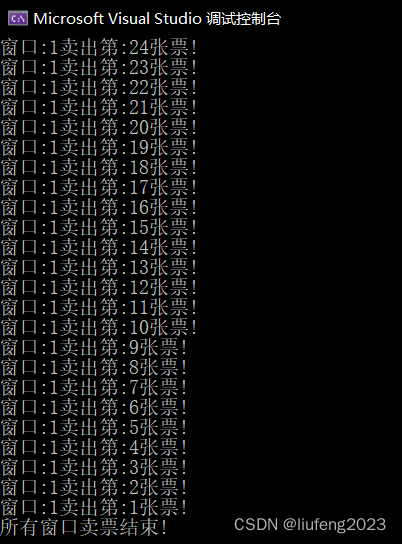 Microsoft Visual Studio 调试控制台
窗口:1卖出第:24张票!
窗口:1卖出第:23张票!
窗口:1卖出第:22张票!
窗口:1卖出第:21张票!
窗口:1卖出第:20张票!
窗口:1卖出第:19张票!
窗口:1卖出第:18张票!
窗口:1卖出第:17张票!
窗口:1卖出第:16张票!
窗口:1卖出第:15张票!
窗口:1卖出第:14张票!
窗口:1卖出第:13张票!
窗口:1卖出第:12张票!
窗口:1卖出第:11张票!
窗口:1卖出第:10张票!
窗口:1卖出第:9张票!
窗口:1卖出第:8张票!
窗口:1卖出第:7张票!
窗口:1卖出第:6张票!
窗口:1卖出第:5张票!
窗口:1卖出第:4张票!
窗口:1卖出第:3张票!
窗口:1卖出第:2张票!
窗口:1卖出第:1张票!
所有窗口卖票结束!
CSDN @liufeng2023